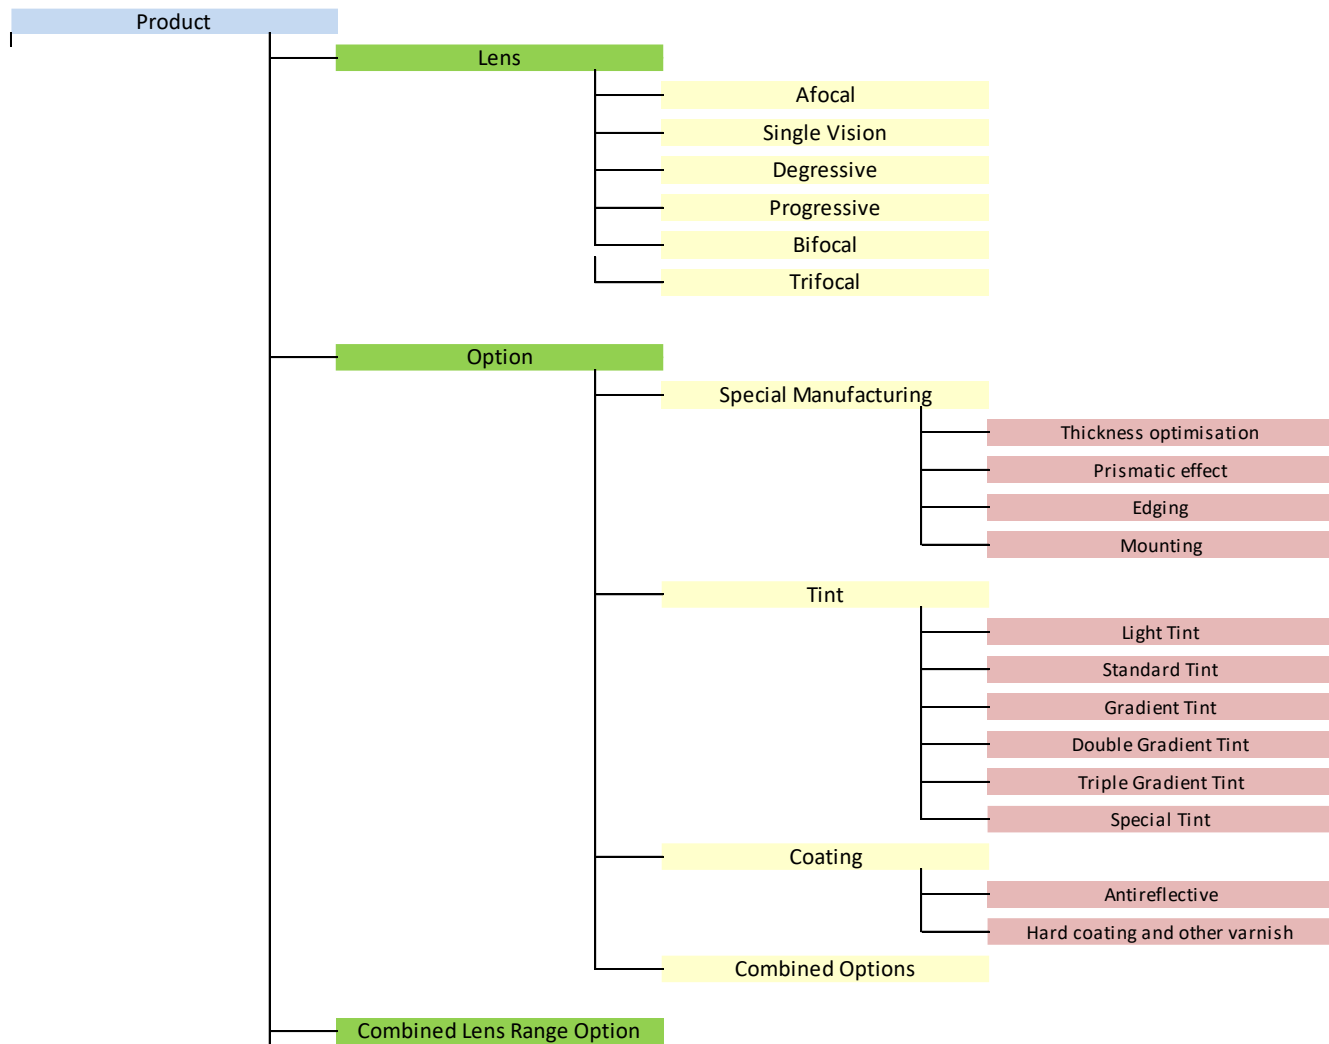 Product
Lens
Afocal
Single Vision
Degressive
Progressive
Bifocal
Trifocal
Option
Special Manufacturing
Thickness optimisation
Prismatic effect
Edging
Mounting
Tint
Light Tint
Standard Tint
Gradient Tint
Double Gradient Tint
Triple Gradient Tint
Special Tint
Coating
Antireflective
Hard coating and other varnish
Combined Options
Combined Lens Range Option